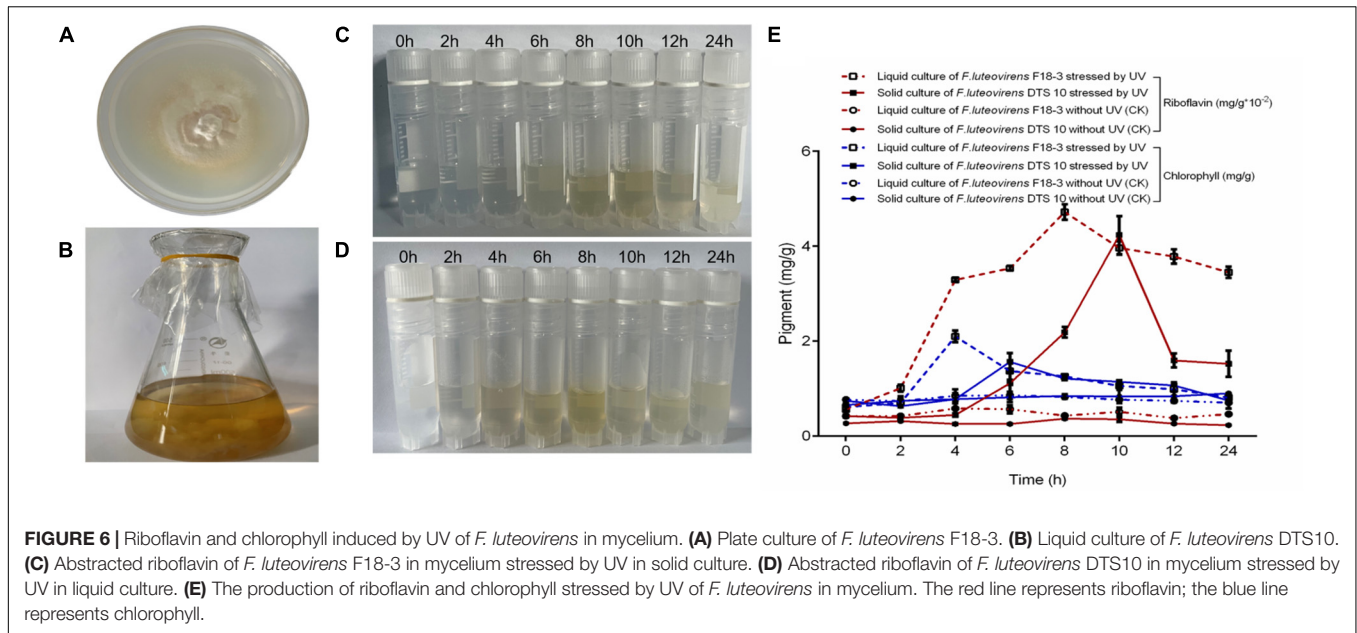 A
B
C
0h 2h 4h 6h 8h 10h 12h 24h
D
0h 2h 4h 6h 8h 10h 12h 24h
E
Liquid culture of F.luteovirens F18-3 stressed by UV
Solid culture of F.luteovirens DTS 10 stressed by UV
Liquid culture of F.luteovirens F18-3 without UV (CK)
Solid culture of F.luteovirens DTS 10 without UV (CK)
Riboflavin (mg/g*10-2)
Liquid culture of F.luteovirens F18-3 stressed by UV
Solid culture of F.luteovirens DTS 10 stressed by UV
Liquid culture of F.luteovirens F18-3 without UV (CK)
Solid culture of F.luteovirens DTS 10 without UV (CK)
Chlorophyll (mg/g)
Pigment (mg/g)
6
4
2
0
0 2 4 6 8 10 12 24
Time (h)
FIGURE 6 | Riboflavin and chlorophyll induced by UV of F. luteovirens in mycelium. (A) Plate culture of F. luteovirens F18-3. (B) Liquid culture of F. luteovirens DTS10.
(C) Abstracted riboflavin of F. luteovirens F18-3 in mycelium stressed by UV in solid culture. (D) Abstracted riboflavin of F. luteovirens DTS10 in mycelium stressed by
UV in liquid culture. (E) The production of riboflavin and chlorophyll stressed by UV of F. luteovirens in mycelium. The red line represents riboflavin; the blue line
represents chlorophyll.